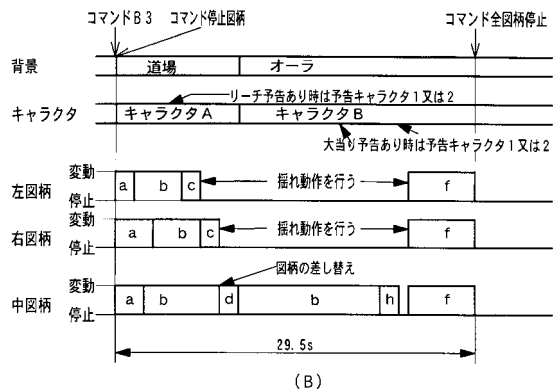 コマンドB3 コマンド停止図柄 コマンド全図柄停止
背景 道場 オーラ
リーチ予告あり時は予告キャラクタ1又は2
キャラクタ キャラクタA キャラクタB
大当り予告あり時は予告キャラクタ1又は2
左図柄 変動 停止 a b c 揺れ動作を行う f
右図柄 変動 停止 a b c 揺れ動作を行う f
図柄の差し替え
中図柄 変動 停止 a b d b h f
29.5s
(B)